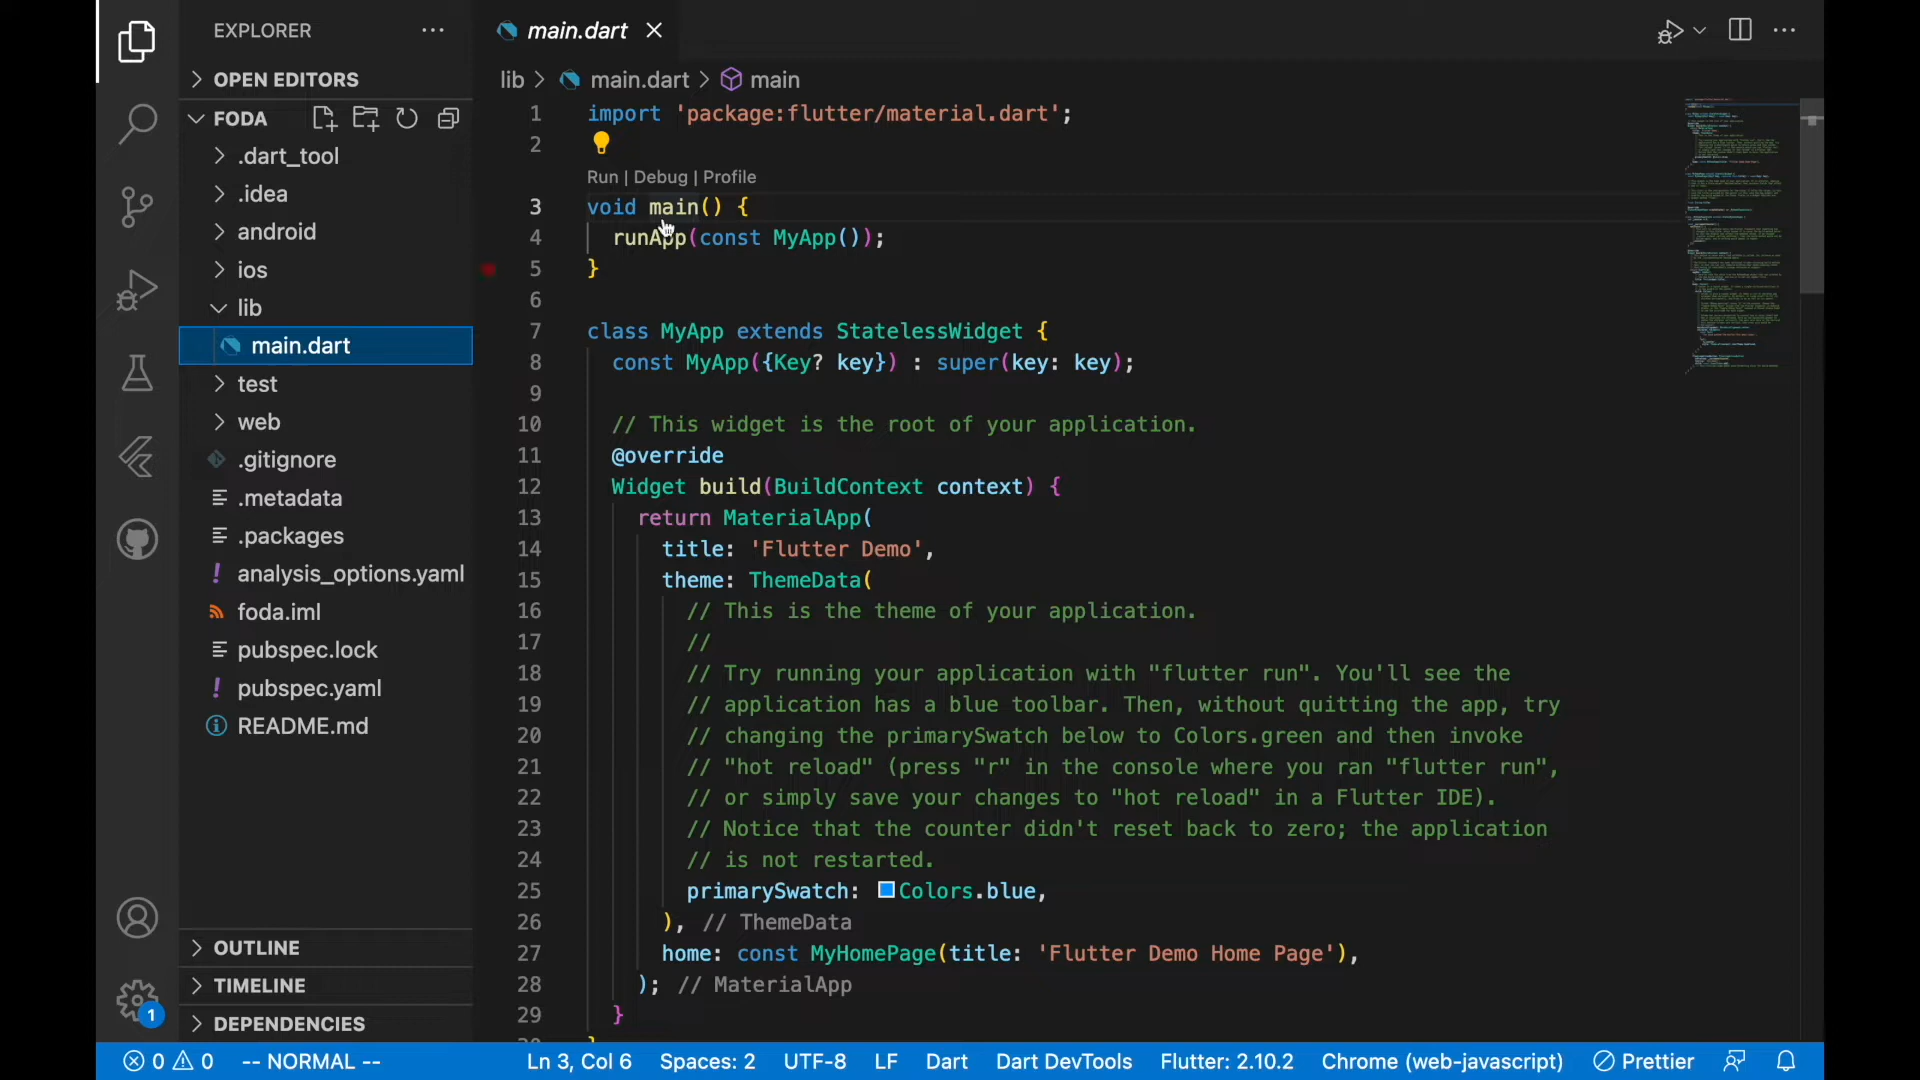 EXPLORER
OPEN EDITORS
FODA
.dart_tool
.idea
android
ios
lib
main.dart
test
web
.gitignore
.metadata
.packages
analysis_options.yaml
foda.iml
pubspec.lock
pubspec.yaml
README.md
OUTLINE
TIMELINE
DEPENDENCIES
1
main.dart
lib > main.dart > main
1 import 'package:flutter/material.dart';
2
Run | Debug | Profile
3 void main() {
4 runApp(const MyApp());
5 }
6
7 class MyApp extends StatelessWidget {
8 const MyApp({Key? key}) : super(key: key);
9
10 // This widget is the root of your application.
11 @override
12 Widget build(BuildContext context) {
13 return MaterialApp(
14 title: 'Flutter Demo',
15 theme: ThemeData(
16 // This is the theme of your application.
17 //
18 // Try running your application with "flutter run". You'll see the
19 // application has a blue toolbar. Then, without quitting the app, try
20 // changing the primarySwatch below to Colors.green and then invoke
21 // "hot reload" (press "r" in the console where you ran "flutter run",
22 // or simply save your changes to "hot reload" in a Flutter IDE).
23 // Notice that the counter didn't reset back to zero; the application
24 // is not restarted.
25 primarySwatch: Colors.blue,
26 ), // ThemeData
27 home: const MyHomePage(title: 'Flutter Demo Home Page'),
28 ); // MaterialApp
29 }
0 0 -- NORMAL -- Ln 3, Col 6 Spaces: 2 UTF-8 LF Dart Dart DevTools Flutter: 2.10.2 Chrome (web-javascript) Prettier